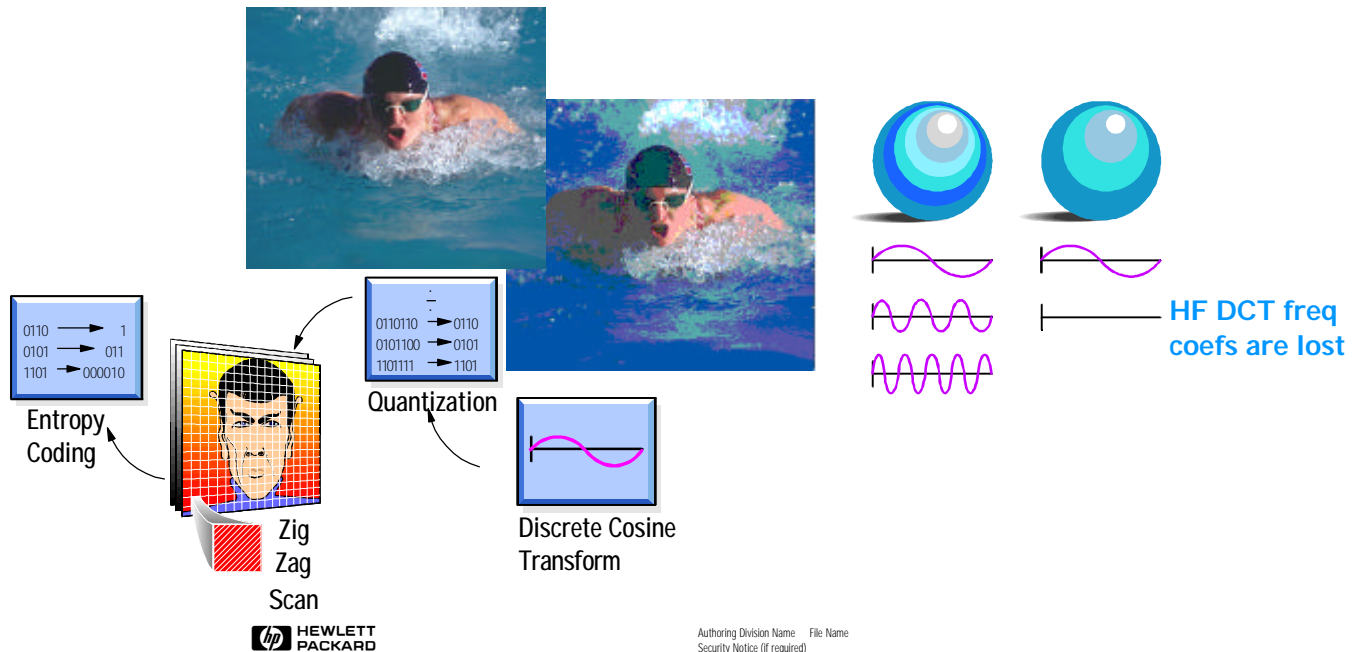 0110 → 1
0101 → 011
1101 → 000010
Entropy
Coding
Zig
Zag
Scan
0110110 → 0110
0101100 → 0101
1101111 → 1101
Quantization
Discrete Cosine
Transform
HF DCT freq
coefs are lost
hp HEWLETT
PACKARD
Authoring Division Name File Name
Security Notice (if required)